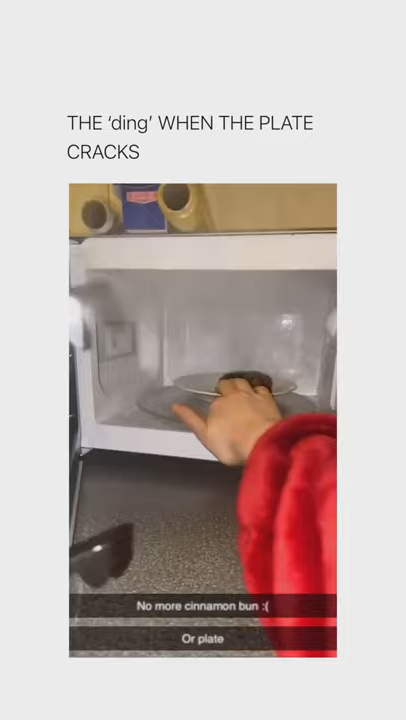 THE ‘ding’ WHEN THE PLATE
CRACKS
No more cinnamon bun :(
Or plate